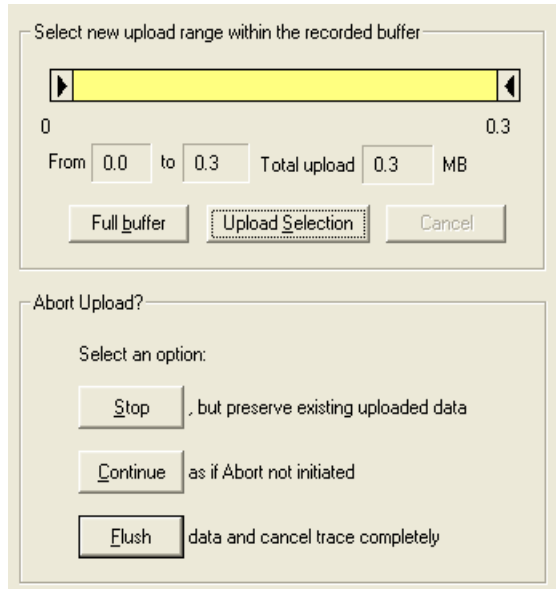 Select new upload range within the recorded buffer
0 0.3
From 0.0 to 0.3 Total upload 0.3 MB
Full buffer Upload Selection Cancel
Abort Upload?
Select an option:
Stop , but preserve existing uploaded data
Continue as if Abort not initiated
Flush data and cancel trace completely